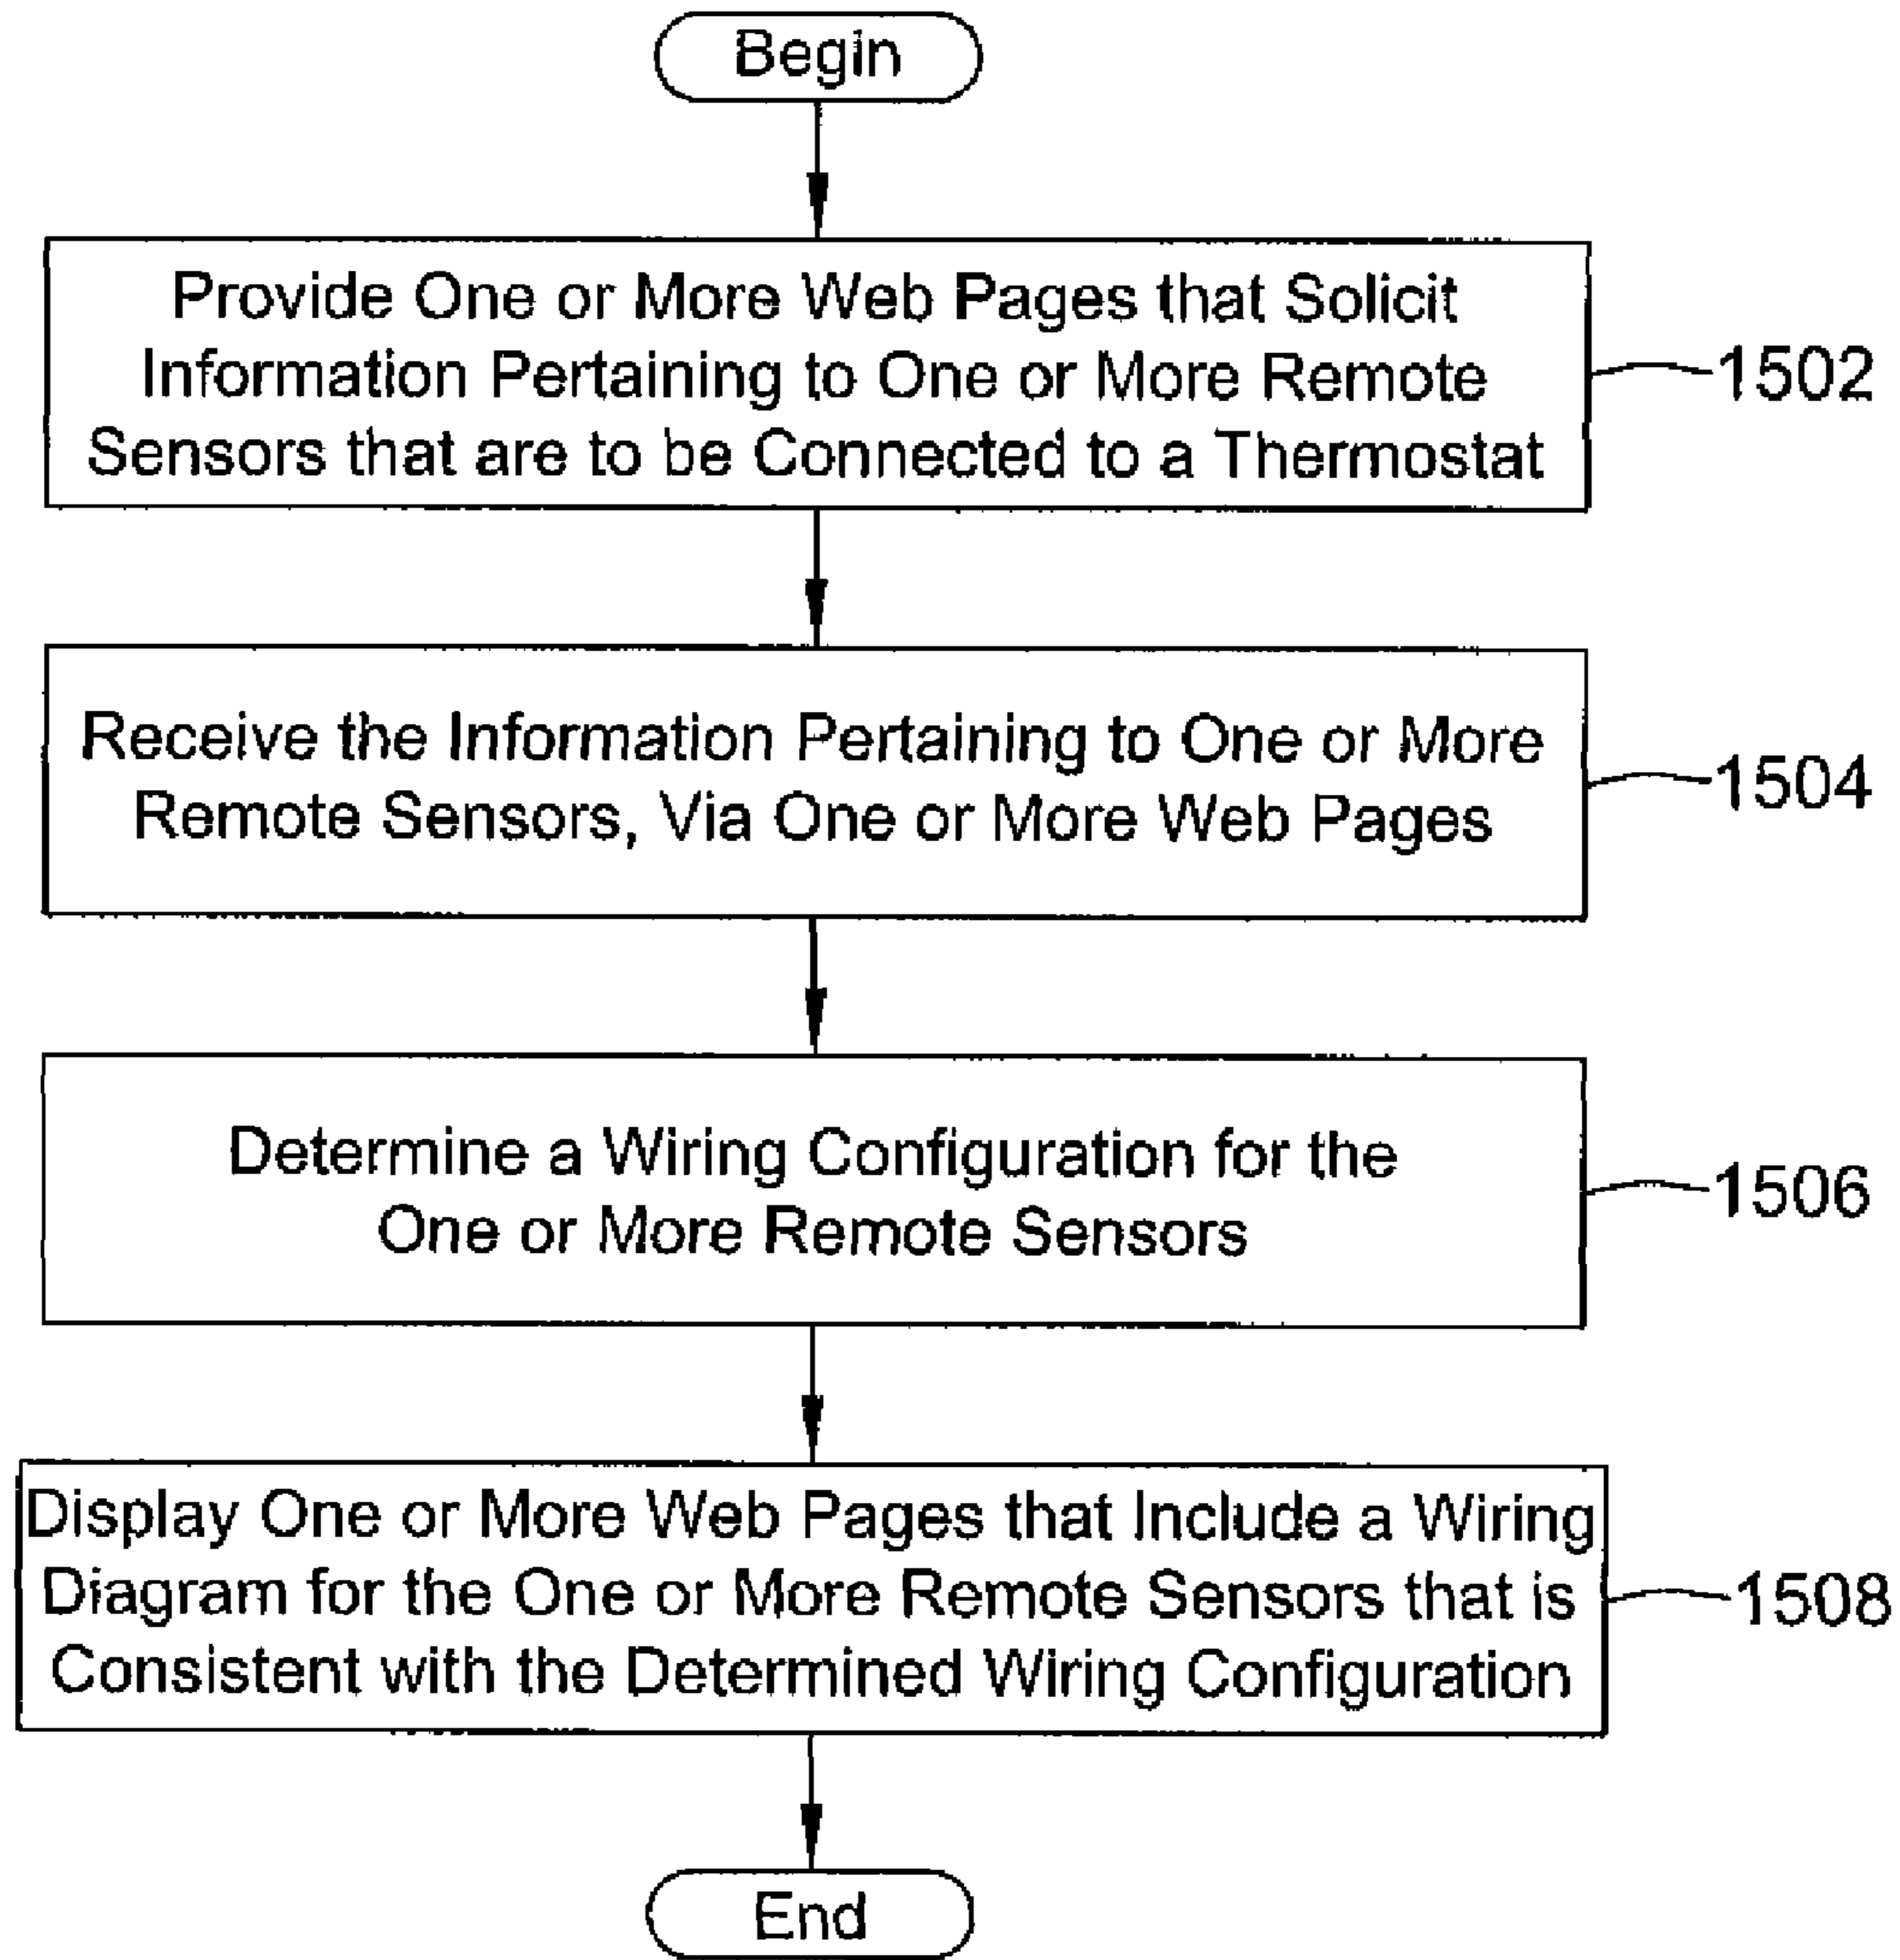 Begin
Provide One or More Web Pages that Solicit
Information Pertaining to One or More Remote
Sensors that are to be Connected to a Thermostat
1502
Receive the Information Pertaining to One or More
Remote Sensors, Via One or More Web Pages
1504
Determine a Wiring Configuration for the
One or More Remote Sensors
1506
Display One or More Web Pages that Include a Wiring
Diagram for the One or More Remote Sensors that is
Consistent with the Determined Wiring Configuration
1508
End